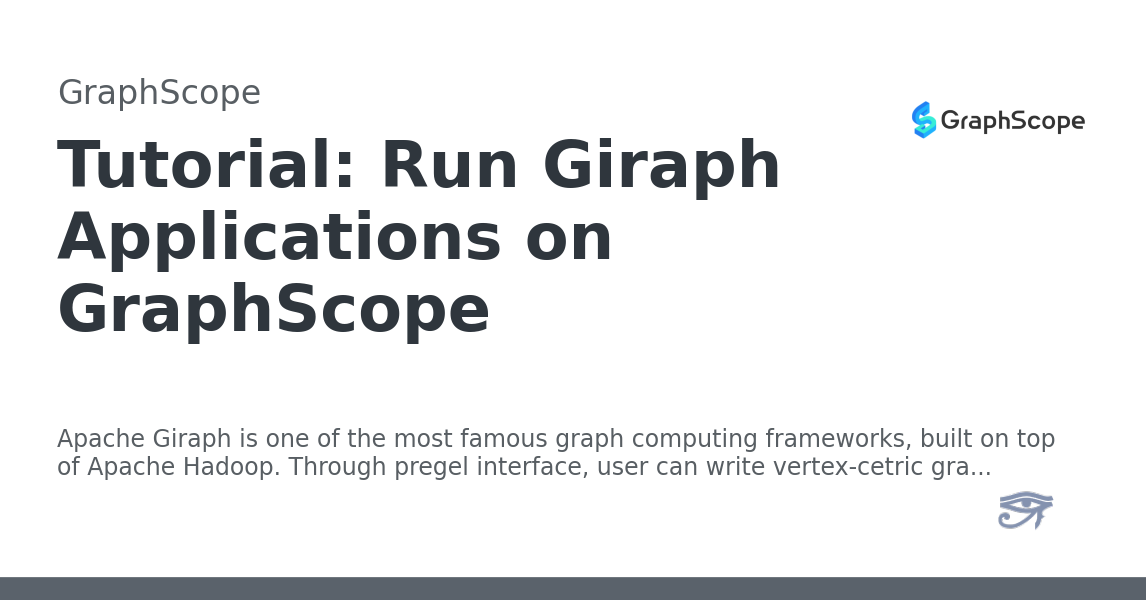 GraphScope
GraphScope
Tutorial: Run Giraph
Applications on
GraphScope
Apache Giraph is one of the most famous graph computing frameworks, built on top
of Apache Hadoop. Through pregel interface, user can write vertex-cetric gra...